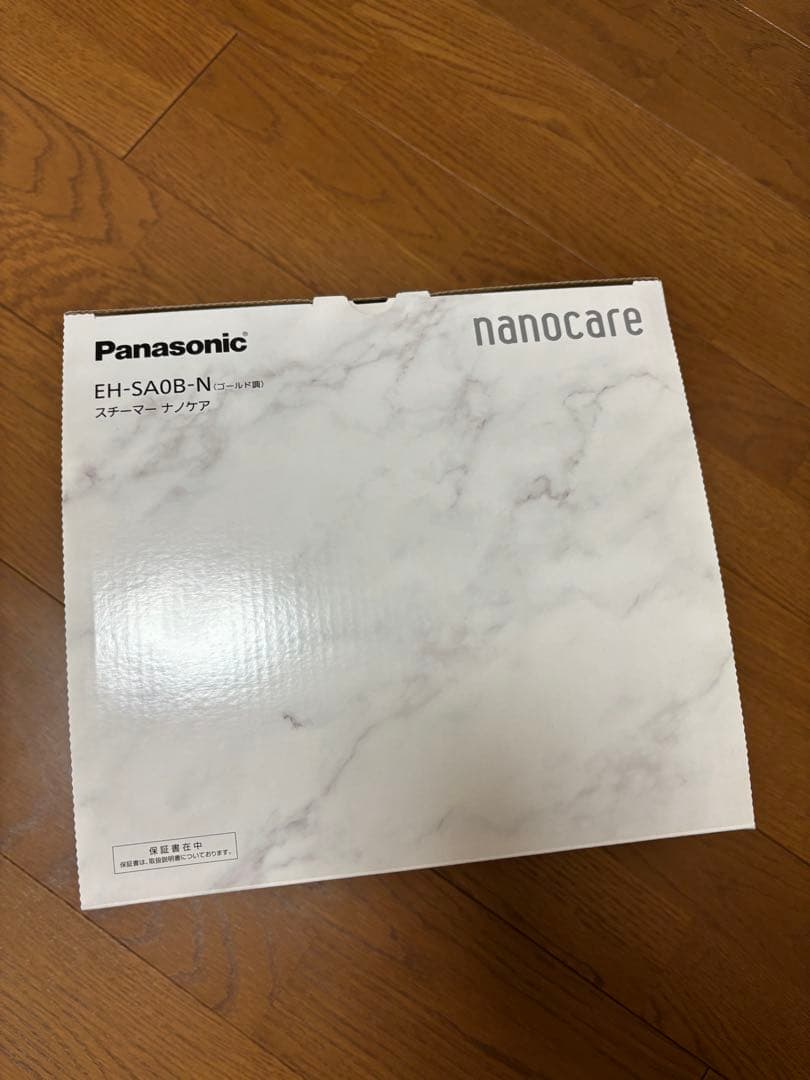 Panasonic®
nanocare
EH-SA0B-N(ゴールド調)
スチーマー ナノケア
保証書在中
保証書は、取扱説明書についております。